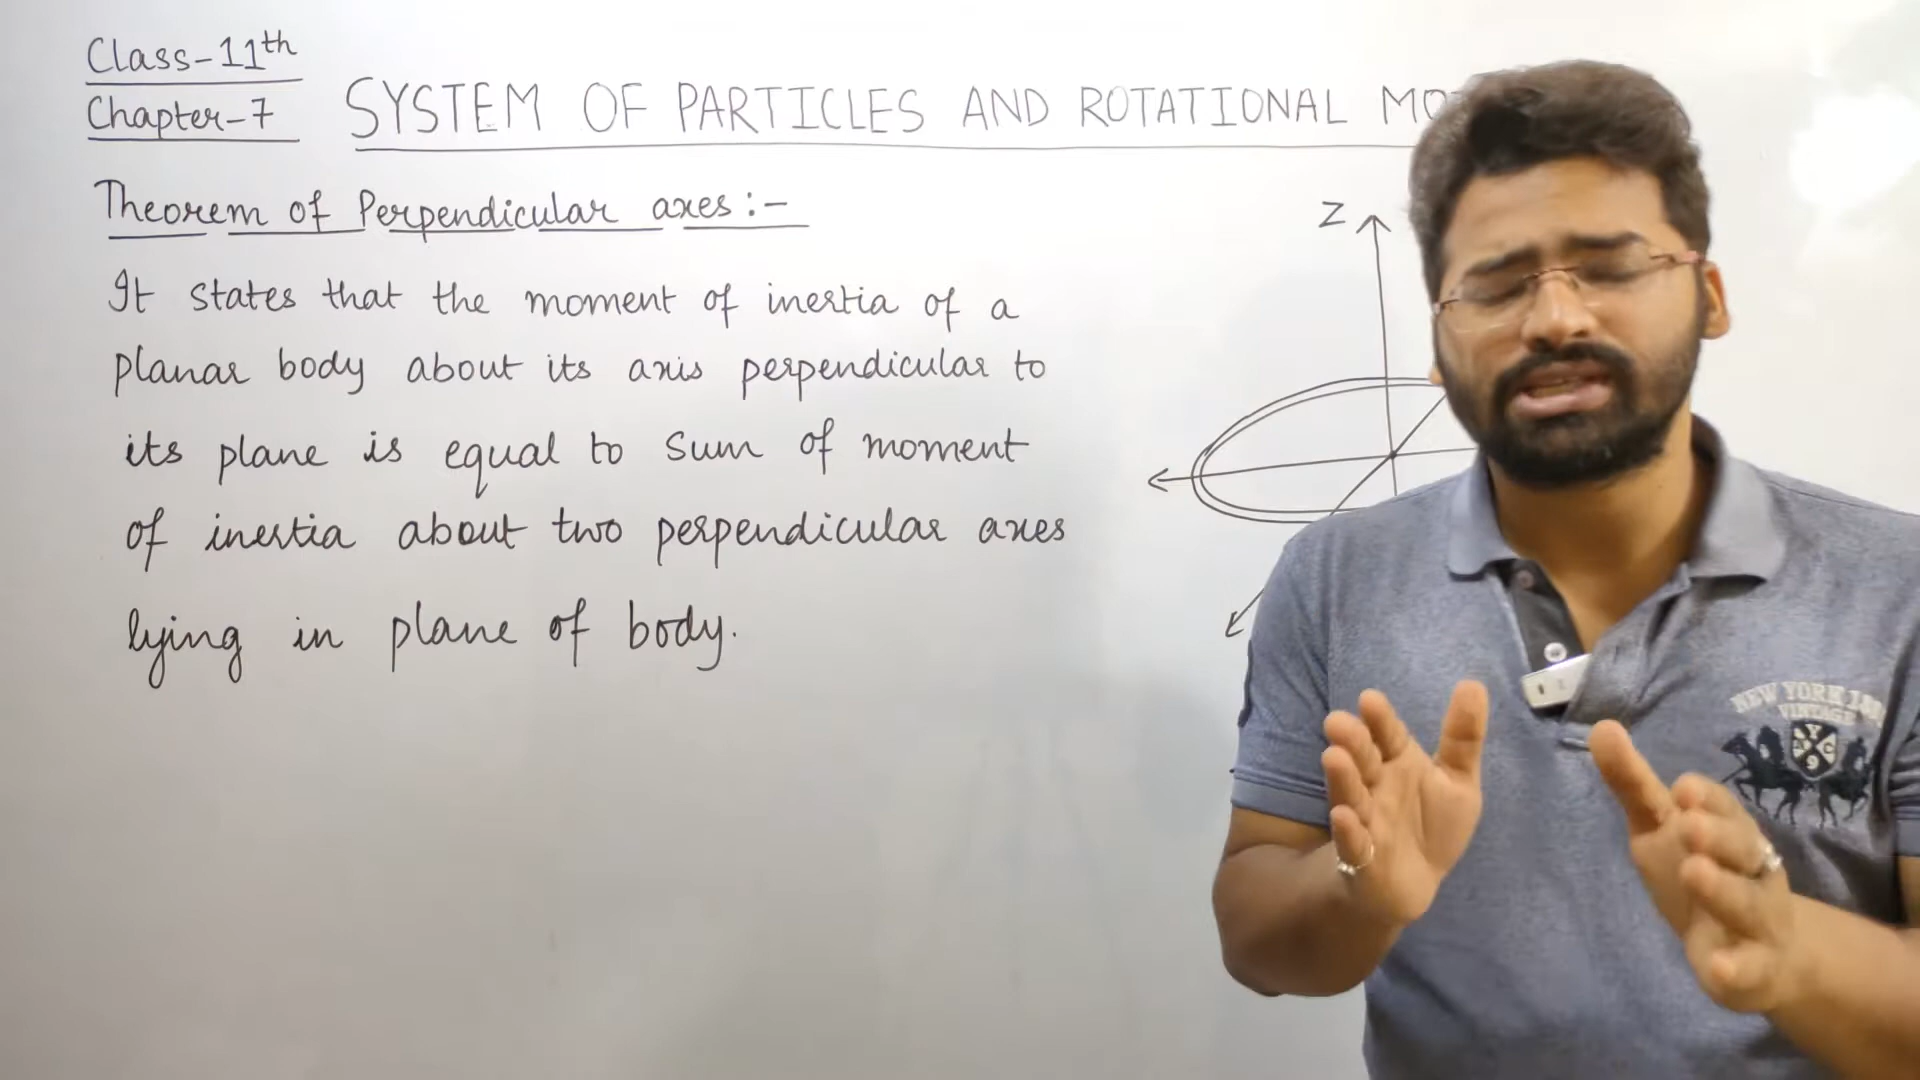 Class-11th
Chapter-7
SYSTEM OF PARTICLES AND ROTATIONAL
Theorem of Perpendicular axes:-
It states that the moment of inertia of a
planar body about its axis perpendicular to
its plane is equal to sum of moment
of inertia about two perpendicular axes
lying in plane of body.
Z
NEW YORK
VINTAGE
9